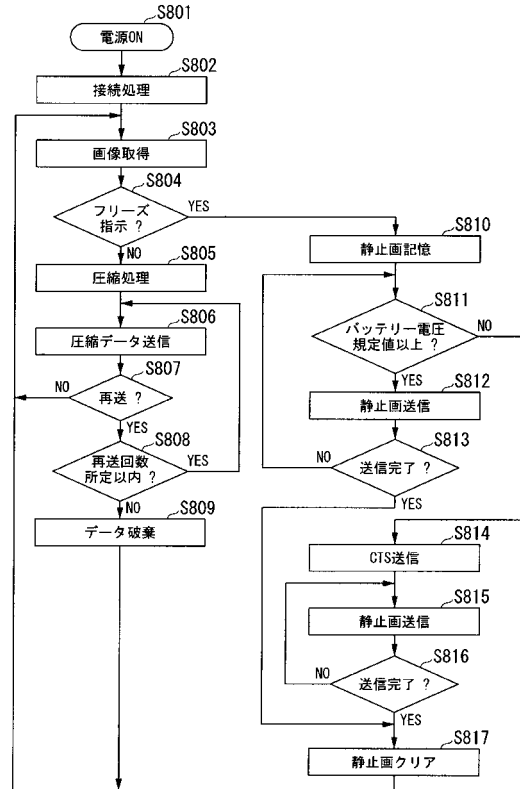 S801
電源ON
S802
接続処理
S803
画像取得
S804
フリーズ
指示 ?
YES
NO
S805
圧縮処理
S806
圧縮データ送信
S807
再送 ?
NO
YES
S808
再送回数
所定以内 ?
YES
NO
S809
データ破棄
S810
静止画記憶
S811
バッテリー電圧
規定値以上 ?
NO
YES
S812
静止画送信
S813
送信完了 ?
NO
YES
S814
CTS送信
S815
静止画送信
S816
送信完了 ?
NO
YES
S817
静止画クリア